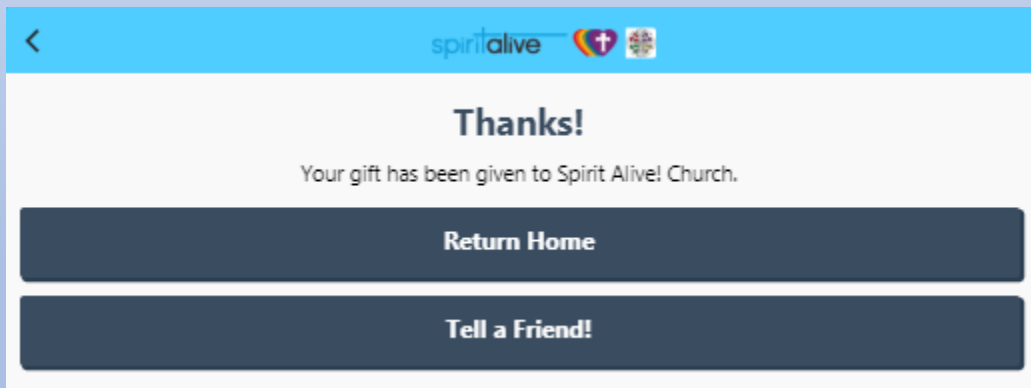 spiritalive
Thanks!
Your gift has been given to Spirit Alive! Church.
Return Home
Tell a Friend!